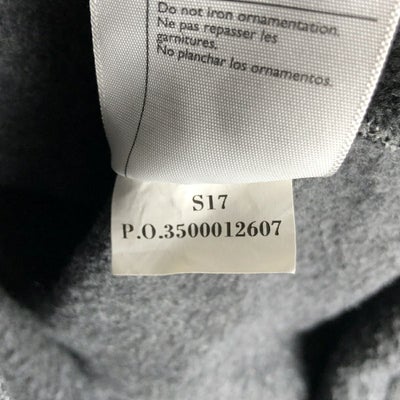 Do not Iron ornamentation.
Ne pas repasser les
garnitures.
No planchar los ornamentos.
S17
P.O.3500012607